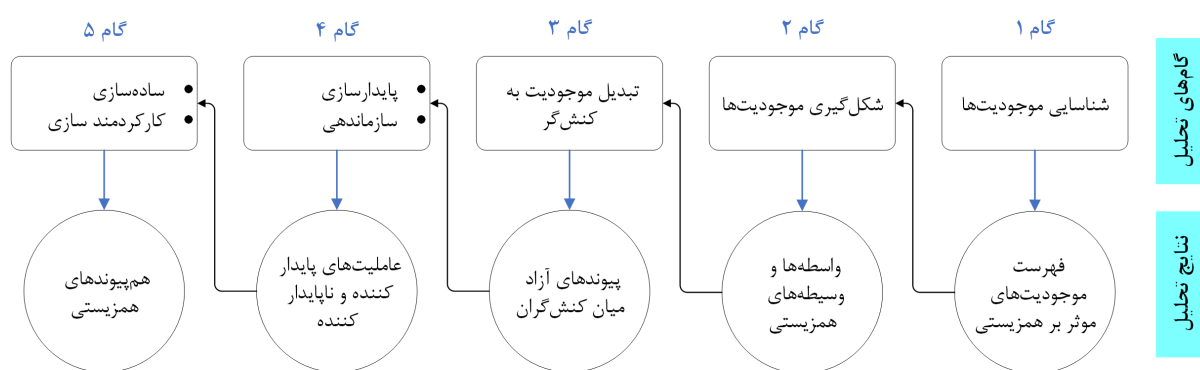 گام ۱
گام ۲
گام ۳
گام ۴
گام ۵
گام‌های تحلیل
شناسایی موجودیت‌ها
شکل‌گیری موجودیت‌ها
تبدیل موجودیت به
کنش‌گر
• پایدارسازی
• سازماندهی
• ساده‌سازی
• کارکردمند سازی
نتایج تحلیل
فهرست
موجودیت‌های
موثر بر همزیستی
واسطه‌ها و
وسیطه‌های
همزیستی
پیوندهای آزاد
میان کنش‌گران
عاملیت‌های پایدار
کننده و ناپایدار
کننده
هم‌پیوندهای
همزیستی